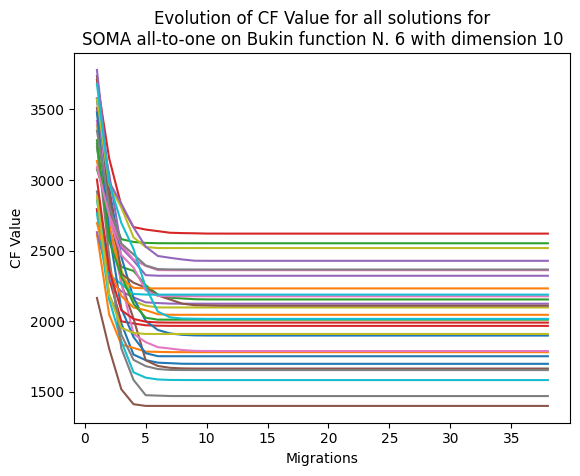 Evolution of CF Value for all solutions for
SOMA all-to-one on Bukin function N. 6 with dimension 10
CF Value
3500
3000
2500
2000
1500
0 5 10 15 20 25 30 35
Migrations